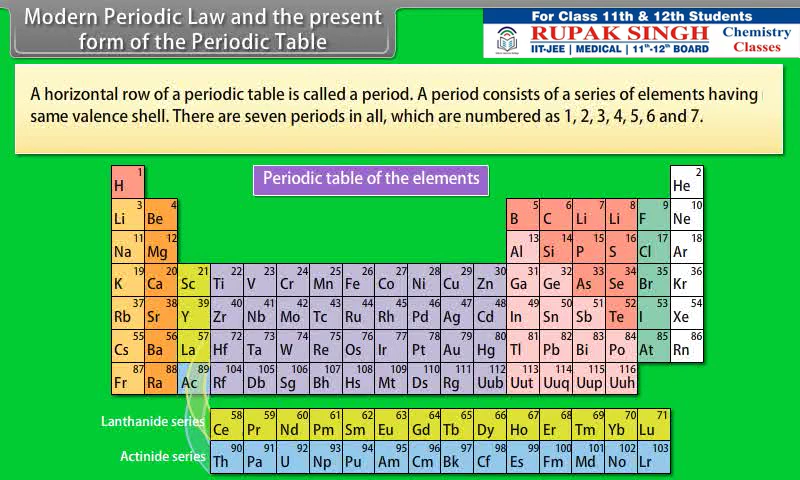 Modern Periodic Law and the present
form of the Periodic Table
For Class 11th & 12th Students
RUPAK SINGH
IIT-JEE | MEDICAL | 11th-12th BOARD
Chemistry
Classes
A horizontal row of a periodic table is called a period. A period consists of a series of elements having
same valence shell. There are seven periods in all, which are numbered as 1, 2, 3, 4, 5, 6 and 7.
Periodic table of the elements
H 1 He 2
Li 3 Be 4 B 5 C 6 Li 7 Li 8 F 9 Ne 10
Na 11 Mg 12 Al 13 Si 14 P 15 S 16 Cl 17 Ar 18
K 19 Ca 20 Sc 21 Ti 22 V 23 Cr 24 Mn 25 Fe 26 Co 27 Ni 28 Cu 29 Zn 30 Ga 31 Ge 32 As 33 Se 34 Br 35 Kr 36
Rb 37 Sr 38 Y 39 Zr 40 Nb 41 Mo 42 Tc 43 Ru 44 Rh 45 Pd 46 Ag 47 Cd 48 In 49 Sn 50 Sb 51 Te 52 I 53 Xe 54
Cs 55 Ba 56 La 57 Hf 72 Ta 73 W 74 Re 75 Os 76 Ir 77 Pt 78 Au 79 Hg 80 Tl 81 Pb 82 Bi 83 Po 84 At 85 Rn 86
Fr 87 Ra 88 Ac 89 Rf 104 Db 105 Sg 106 Bh 107 Hs 108 Mt 109 Ds 110 Rg 111 Uub 112 Uut 113 Uuq 114 Uup 115 Uuh 116
Lanthanide series Ce 58 Pr 59 Nd 60 Pm 61 Sm 62 Eu 63 Gd 64 Tb 65 Dy 66 Ho 67 Er 68 Tm 69 Yb 70 Lu 71
Actinide series Th 90 Pa 91 U 92 Np 93 Pu 94 Am 95 Cm 96 Bk 97 Cf 98 Es 99 Fm 100 Md 101 No 102 Lr 103